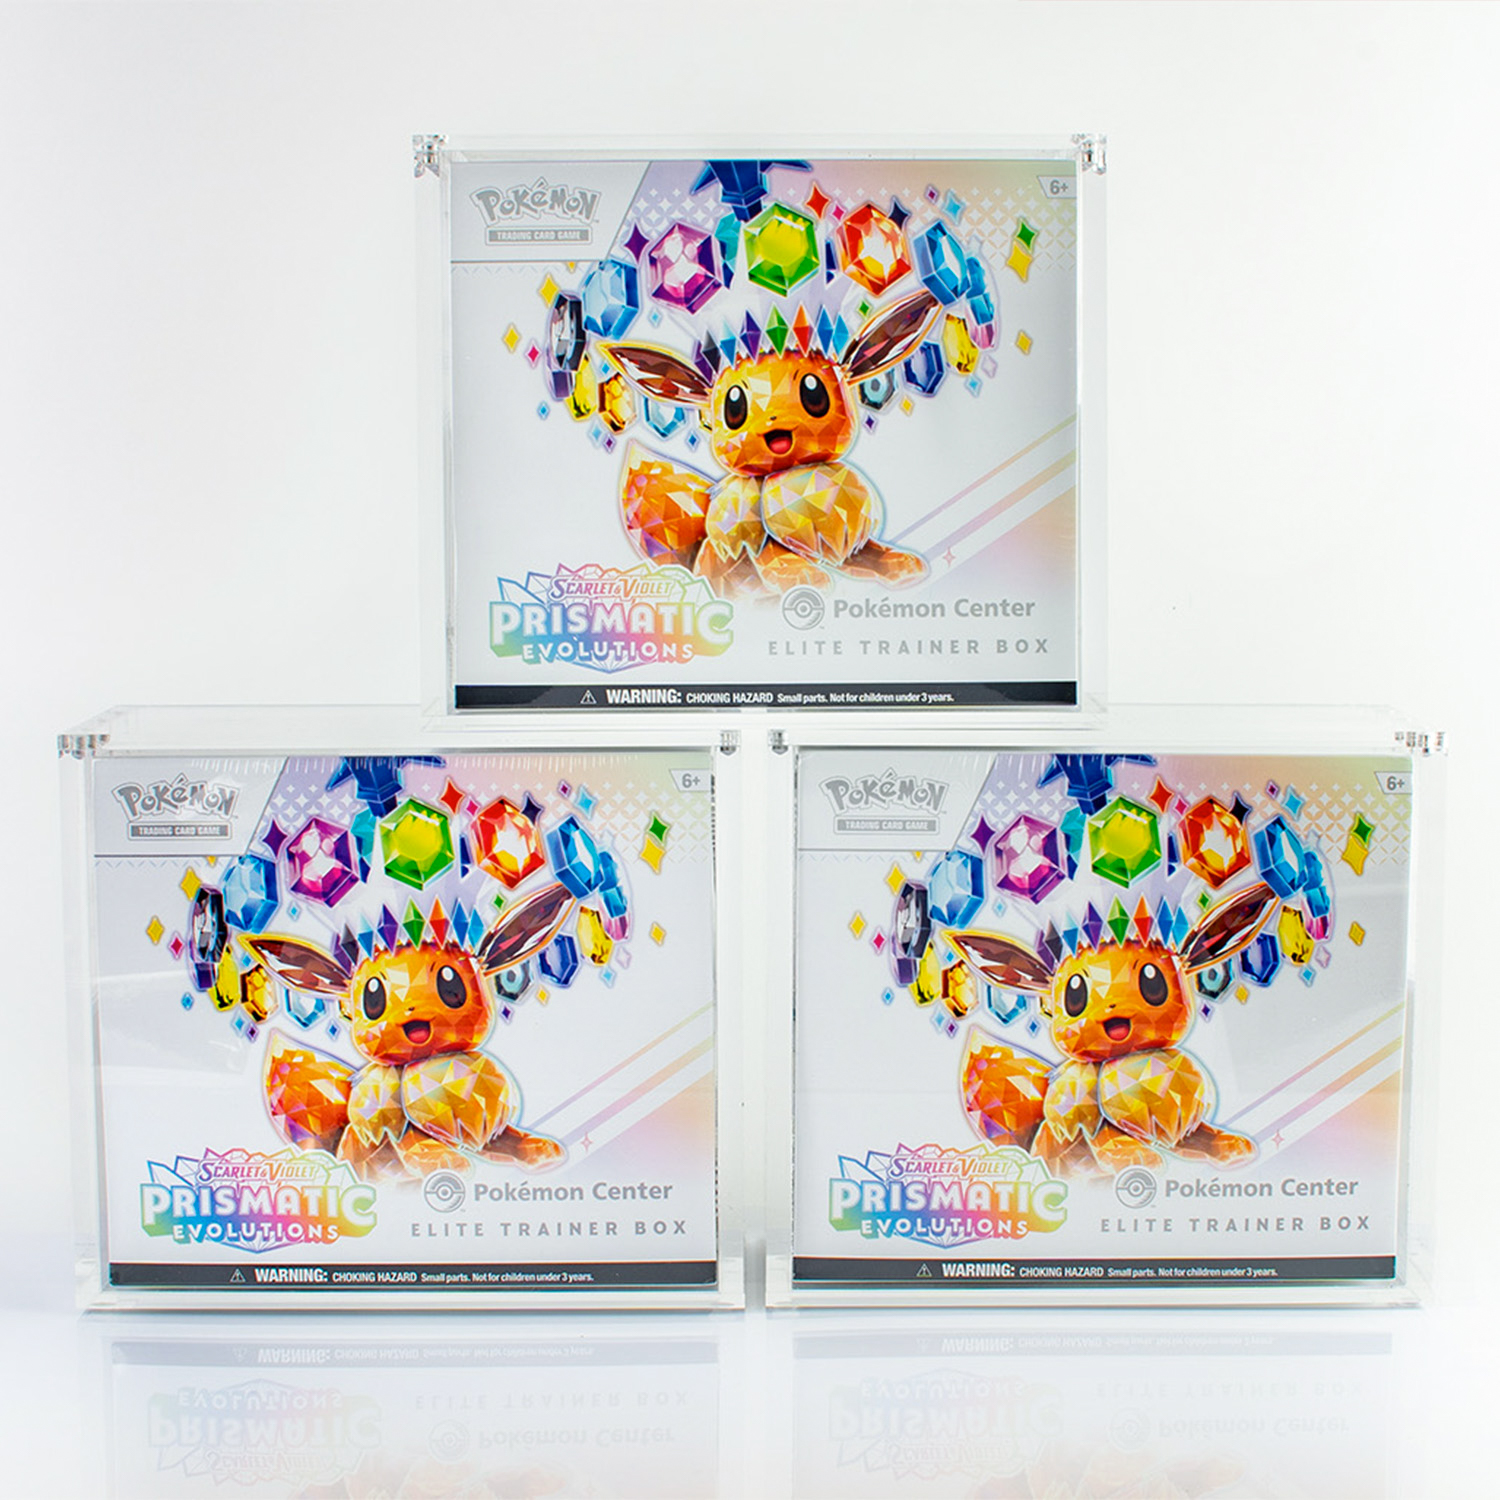 POKÉMON
TRADING CARD GAME
6+
SCARLET & VIOLET
PRISMATIC
EVOLUTIONS
Pokémon Center
ELITE TRAINER BOX
WARNING: CHOKING HAZARD Small parts. Not for children under 3 years.
POKÉMON
TRADING CARD GAME
6+
SCARLET & VIOLET
PRISMATIC
EVOLUTIONS
Pokémon Center
ELITE TRAINER BOX
WARNING: CHOKING HAZARD Small parts. Not for children under 3 years.
POKÉMON
TRADING CARD GAME
6+
SCARLET & VIOLET
PRISMATIC
EVOLUTIONS
Pokémon Center
ELITE TRAINER BOX
WARNING: CHOKING HAZARD Small parts. Not for children under 3 years.